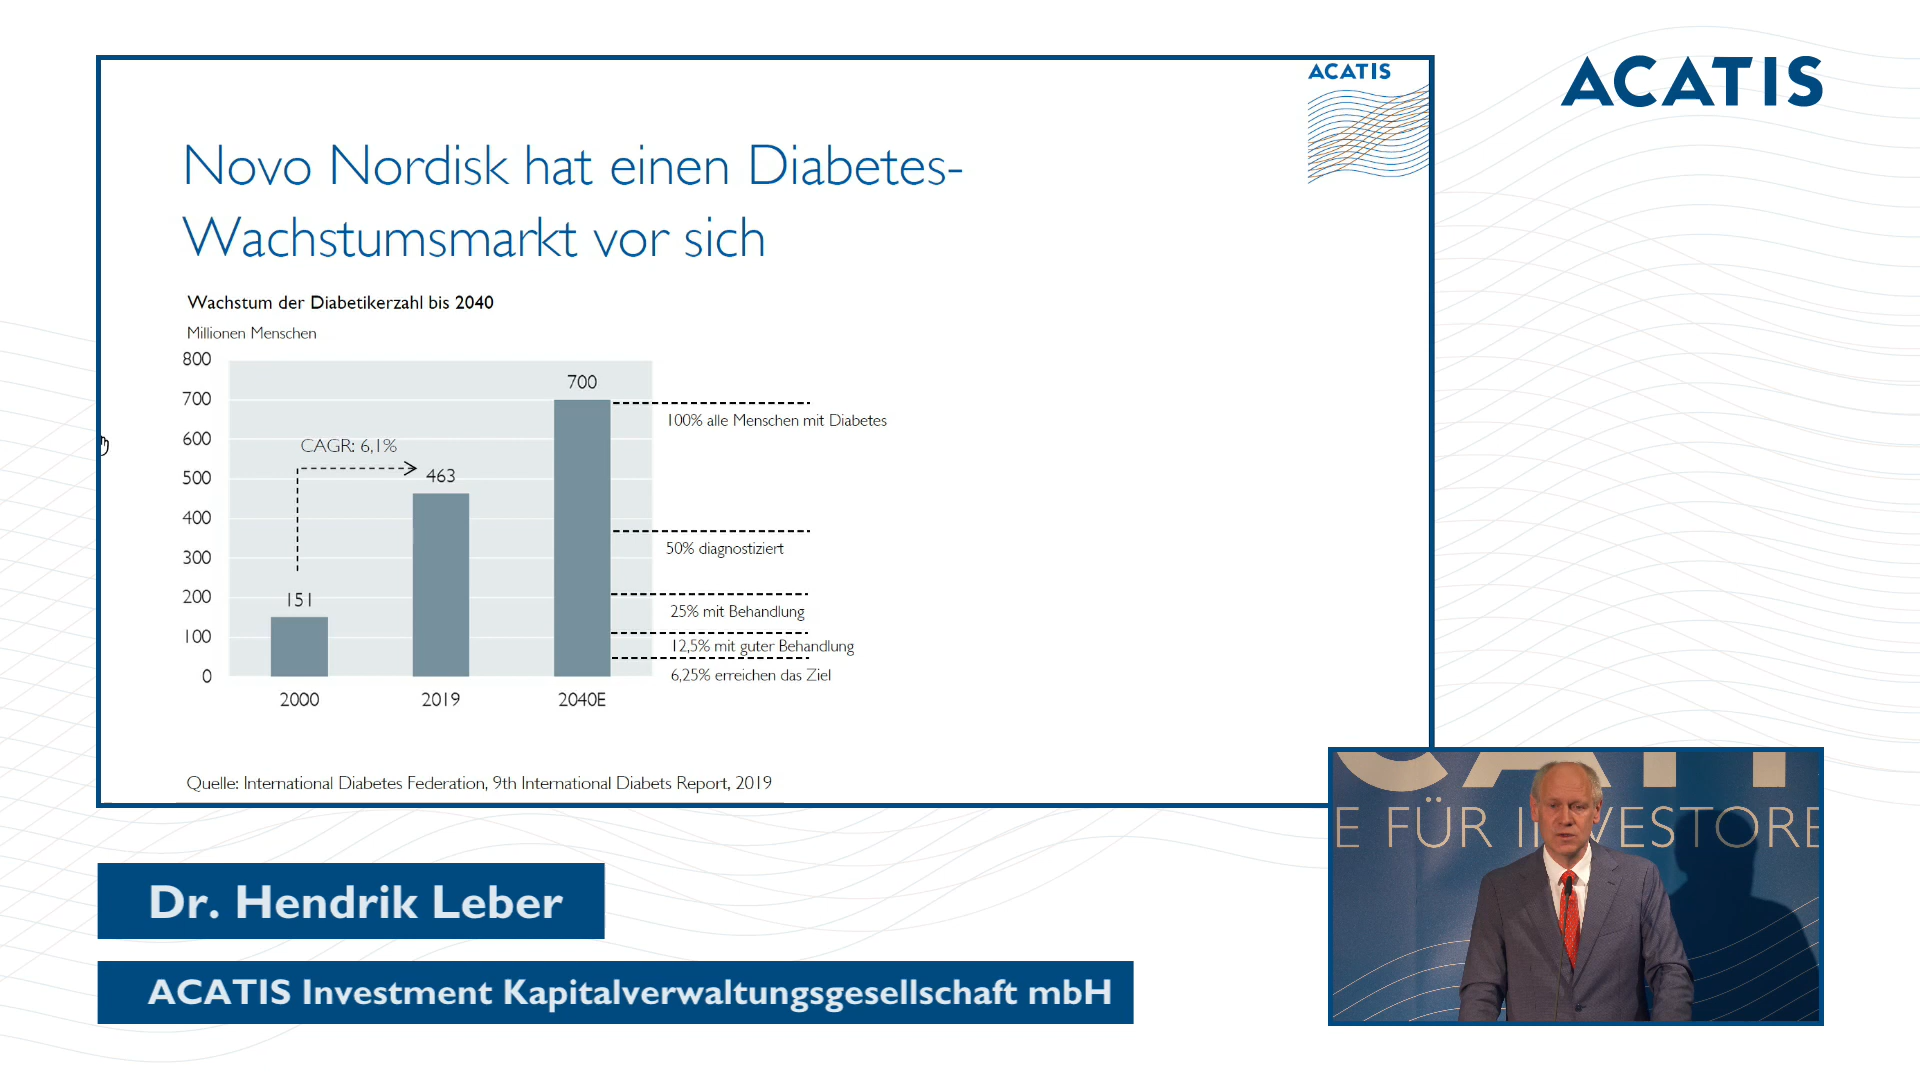 ACATIS
ACATIS
Novo Nordisk hat einen Diabetes-
Wachstumsmarkt vor sich
Wachstum der Diabetikerzahl bis 2040
Millionen Menschen
800
700
600
500
400
300
200
100
0
CAGR: 6,1%
151
463
700
2000
2019
2040E
100% alle Menschen mit Diabetes
50% diagnostiziert
25% mit Behandlung
12,5% mit guter Behandlung
6,25% erreichen das Ziel
Quelle: International Diabetes Federation, 9th International Diabets Report, 2019
Dr. Hendrik Leber
ACATIS Investment Kapitalverwaltungsgesellschaft mbH
FÜR